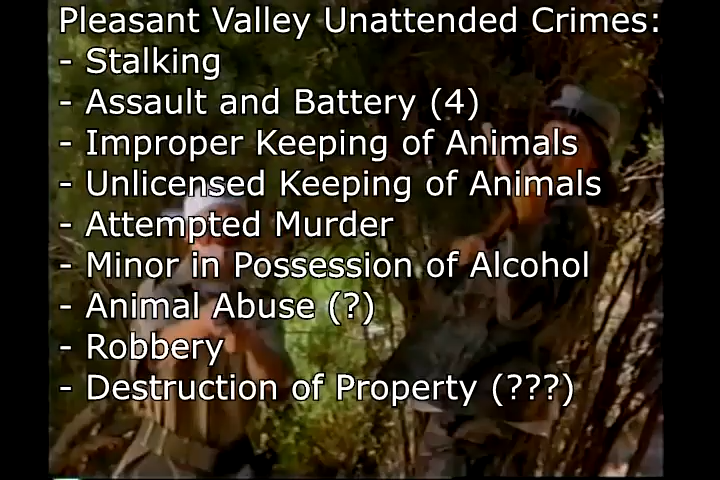 Pleasant Valley Unattended Crimes:
- Stalking
- Assault and Battery (4)
- Improper Keeping of Animals
- Unlicensed Keeping of Animals
- Attempted Murder
- Minor in Possession of Alcohol
- Animal Abuse (?)
- Robbery
- Destruction of Property (???)